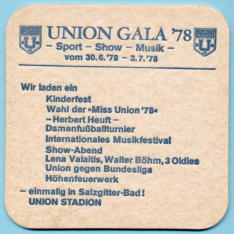 UNION GALA '78
– Sport – Show – Musik –
vom 30.6.'78 – 3.7.'78
Wir laden ein
Kinderfest
Wahl der »Miss Union '78«
– Herbert Heuft –
Damenfußballturnier
Internationales Musikfestival
Show-Abend
Lena Valaitis, Walter Böhm, 3 Oldies
Union gegen Bundesliga
Höhenfeuerwerk
– einmalig in Salzgitter-Bad!
UNION STADION